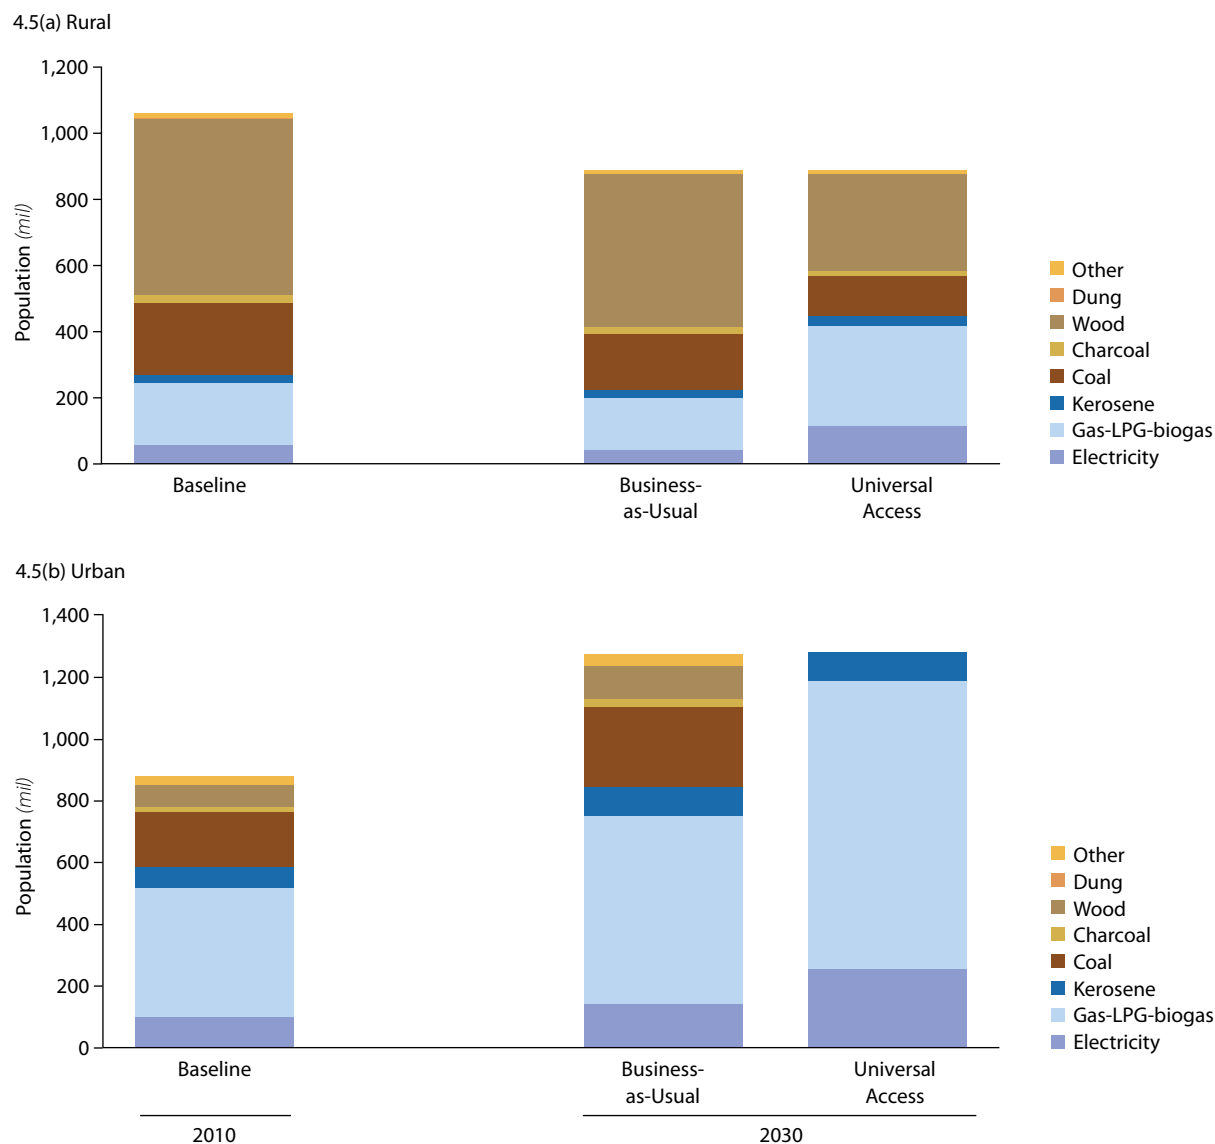 4.5(a) Rural
1,200
1,000
800
600
400
200
0
Population (mil)
Baseline
Business-
as-Usual
Universal
Access
Other
Dung
Wood
Charcoal
Coal
Kerosene
Gas-LPG-biogas
Electricity
4.5(b) Urban
1,400
1,200
1,000
800
600
400
200
0
Population (mil)
Baseline
Business-
as-Usual
Universal
Access
Other
Dung
Wood
Charcoal
Coal
Kerosene
Gas-LPG-biogas
Electricity
2010
2030